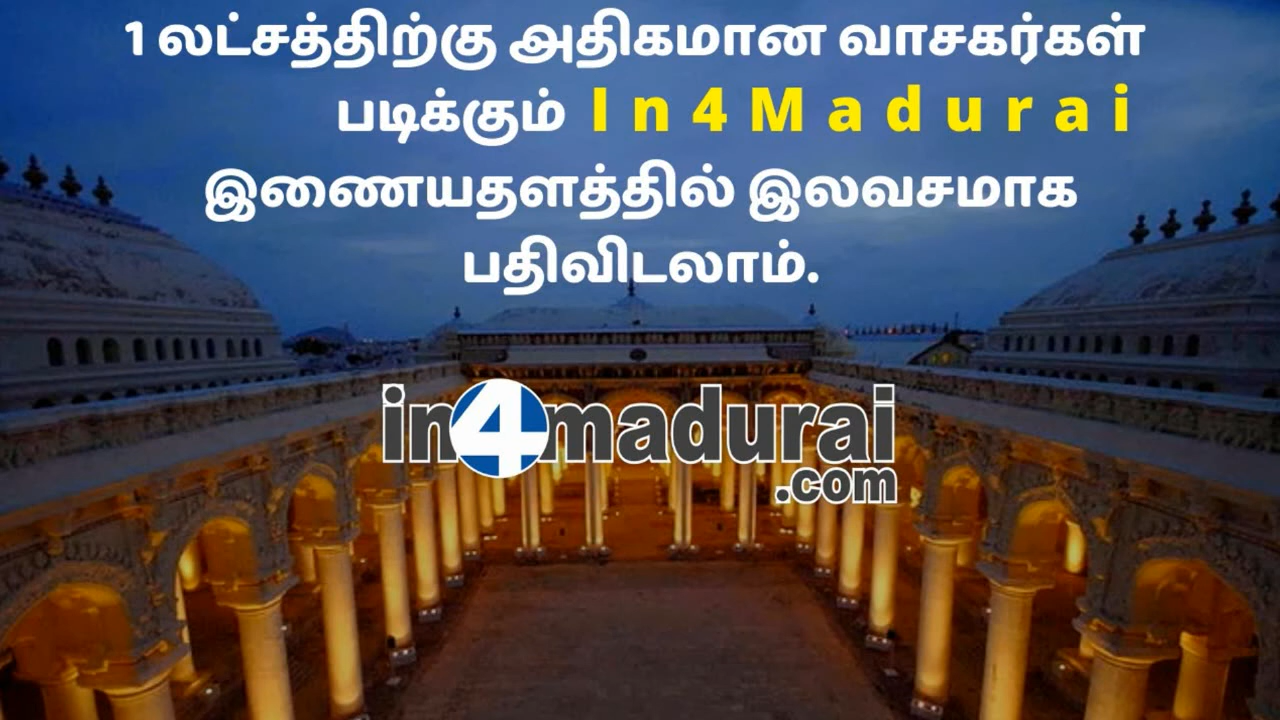 1 லட்சத்திற்கு அதிகமான வாசகர்கள்
படிக்கும் In4Madurai
இணையதளத்தில் இலவசமாக
பதிவிடலாம்.
in4madurai
.com